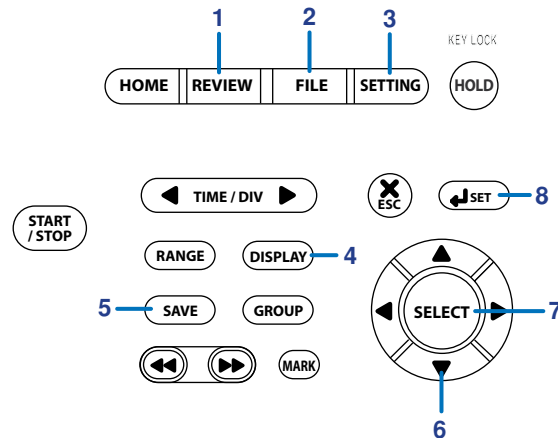 1
2
3
KEY LOCK
HOME
REVIEW
FILE
SETTING
HOLD
TIME / DIV
ESC
SET
8
START
/ STOP
RANGE
DISPLAY
4
5
SAVE
GROUP
SELECT
7
MARK
6